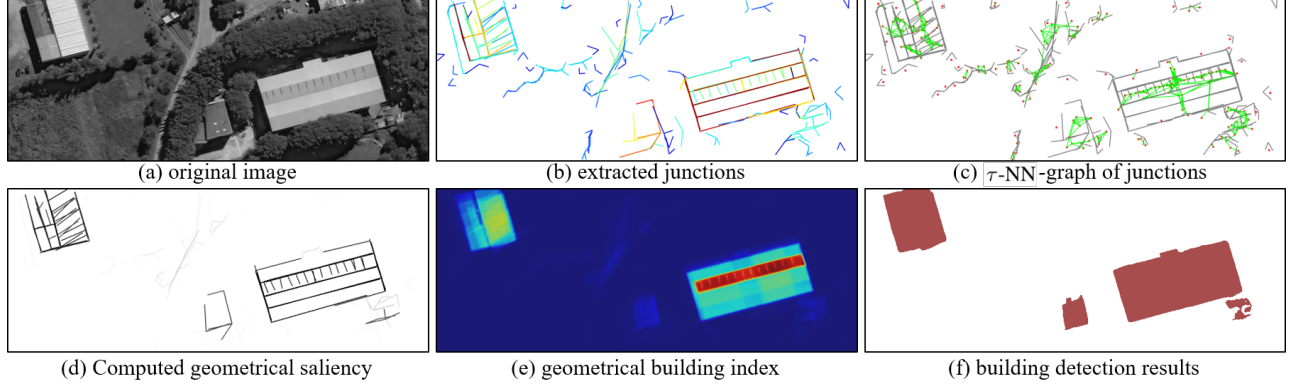 (a) original image
(b) extracted junctions
(c) τ-NN-graph of junctions
(d) Computed geometrical saliency
(e) geometrical building index
(f) building detection results